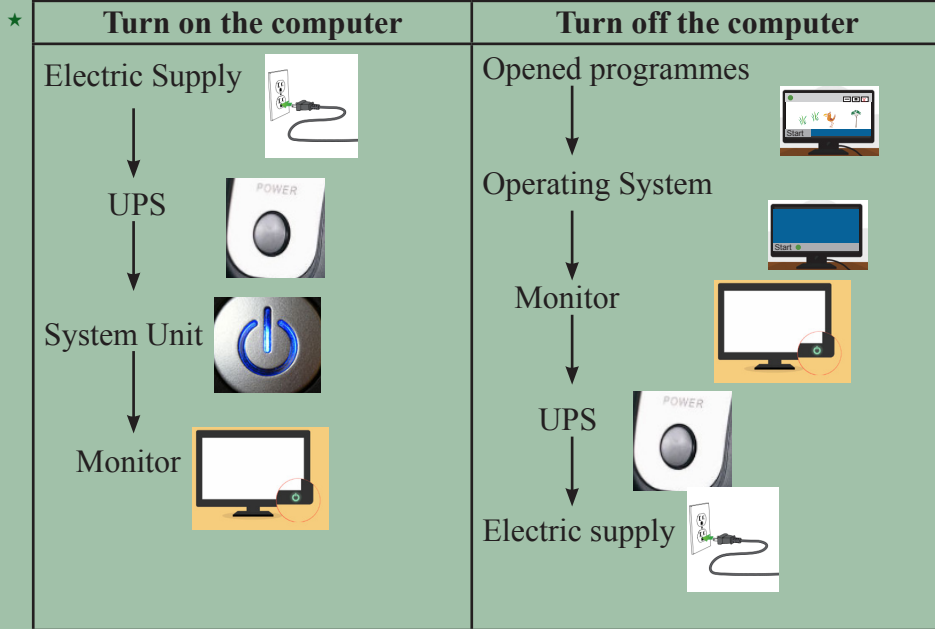 Turn on the computer
Turn off the computer
Electric Supply
UPS
POWER
System Unit
Monitor
Opened programmes
Start
Operating System
Start
Monitor
UPS
POWER
Electric supply